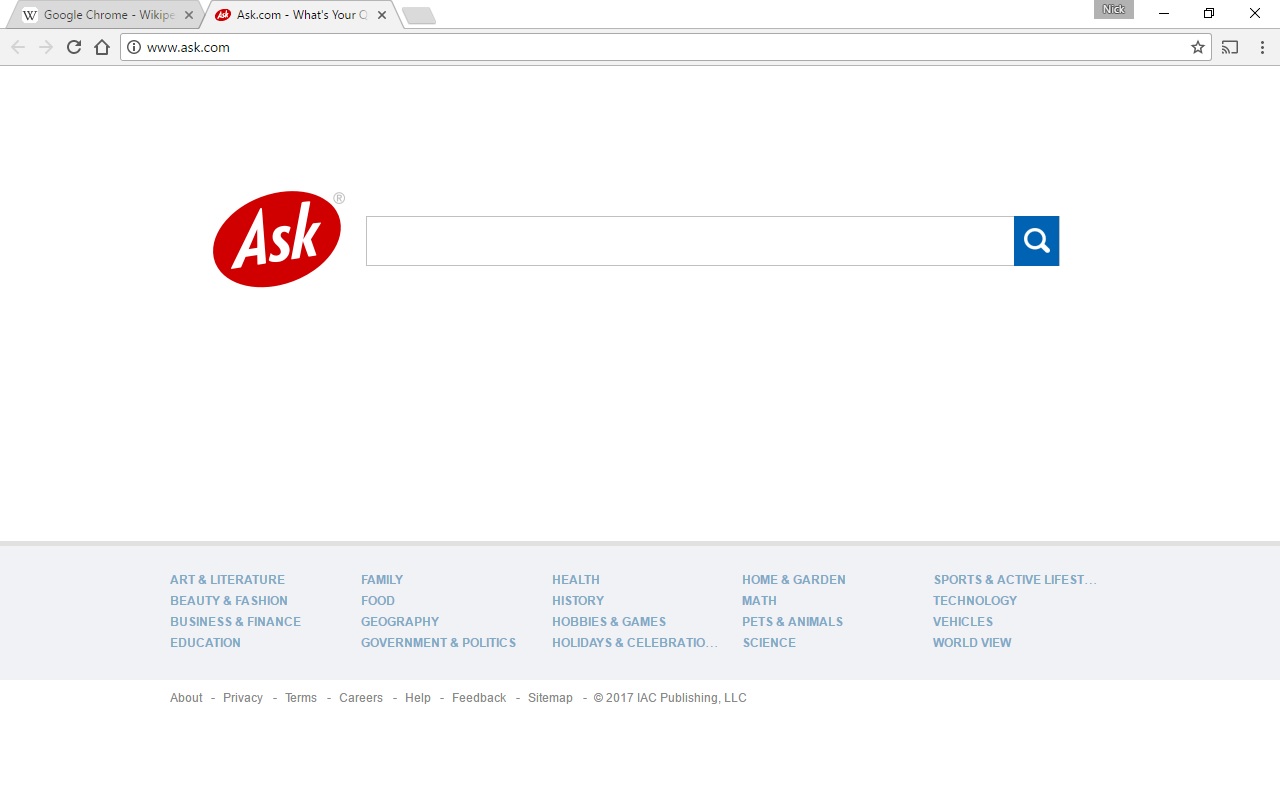 Google Chrome - Wikipe
Ask.com - What's Your Q
Nick
www.ask.com
Ask®
ART & LITERATURE FAMILY HEALTH HOME & GARDEN SPORTS & ACTIVE LIFEST...
BEAUTY & FASHION FOOD HISTORY MATH TECHNOLOGY
BUSINESS & FINANCE GEOGRAPHY HOBBIES & GAMES PETS & ANIMALS VEHICLES
EDUCATION GOVERNMENT & POLITICS HOLIDAYS & CELEBRATIO... SCIENCE WORLD VIEW
About - Privacy - Terms - Careers - Help - Feedback - Sitemap - © 2017 IAC Publishing, LLC